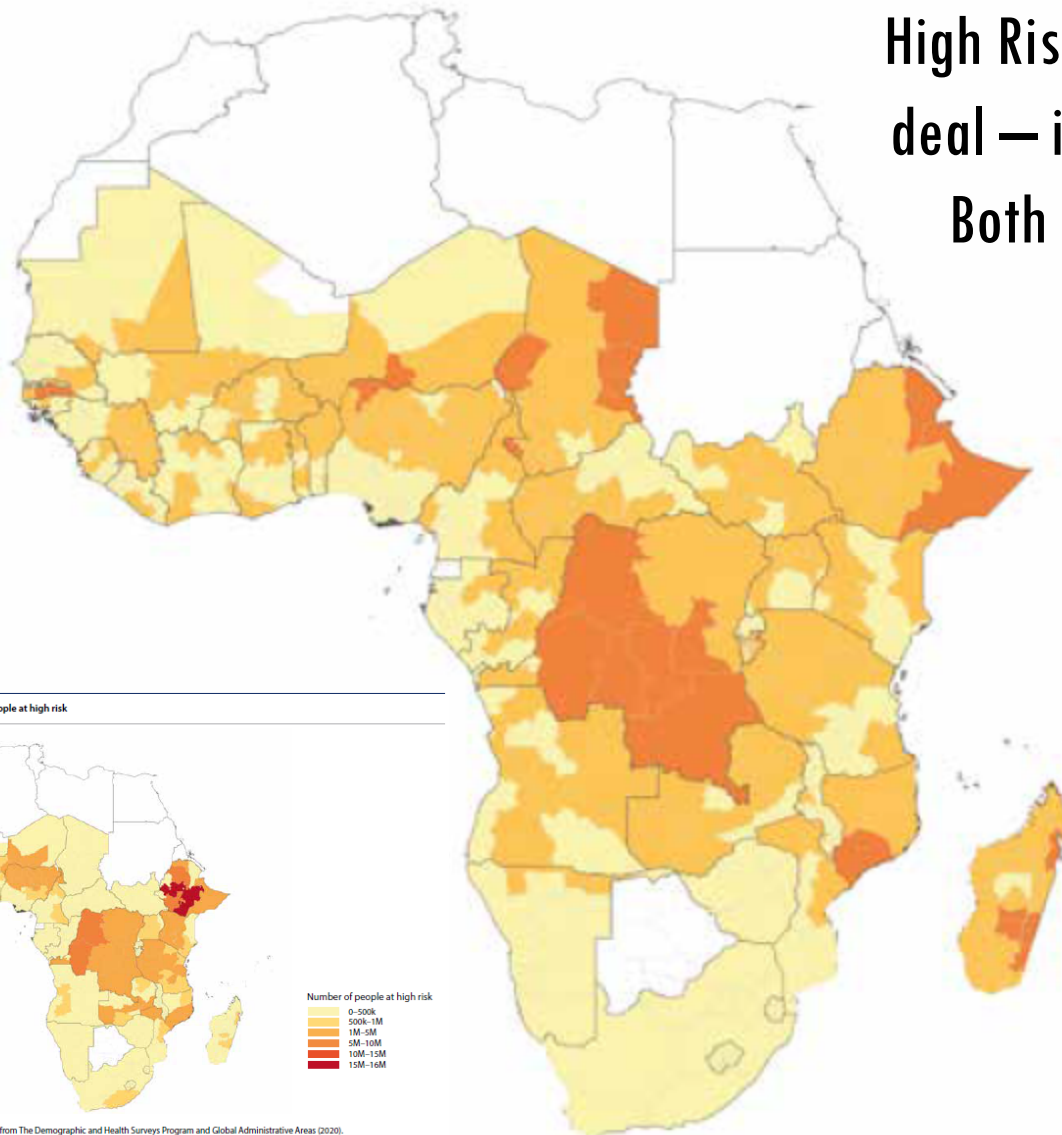 High Ris
deal – i
Both
ople at high risk
Number of people at high risk
0–500k
500k–1M
1M–5M
5M–10M
10M–15M
15M–16M
from The Demographic and Health Surveys Program and Global Administrative Areas (2020).